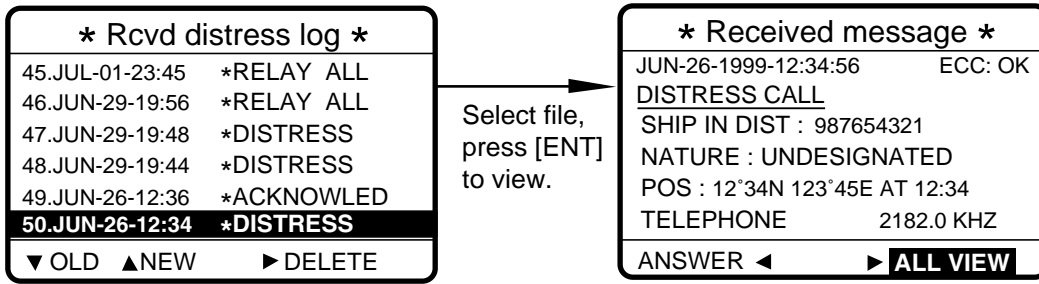 * Rcvd distress log *
45.JUL-01-23:45 *RELAY ALL
46.JUN-29-19:56 *RELAY ALL
47.JUN-29-19:48 *DISTRESS
48.JUN-29-19:44 *DISTRESS
49.JUN-26-12:36 *ACKNOWLED
50.JUN-26-12:34 *DISTRESS
▼ OLD ▲NEW ►DELETE
Select file,
press [ENT]
to view.
* Received message *
JUN-26-1999-12:34:56 ECC: OK
DISTRESS CALL
SHIP IN DIST : 987654321
NATURE : UNDESIGNATED
POS : 12˚34N 123˚45E AT 12:34
TELEPHONE 2182.0 KHZ
ANSWER ◄ ► ALL VIEW